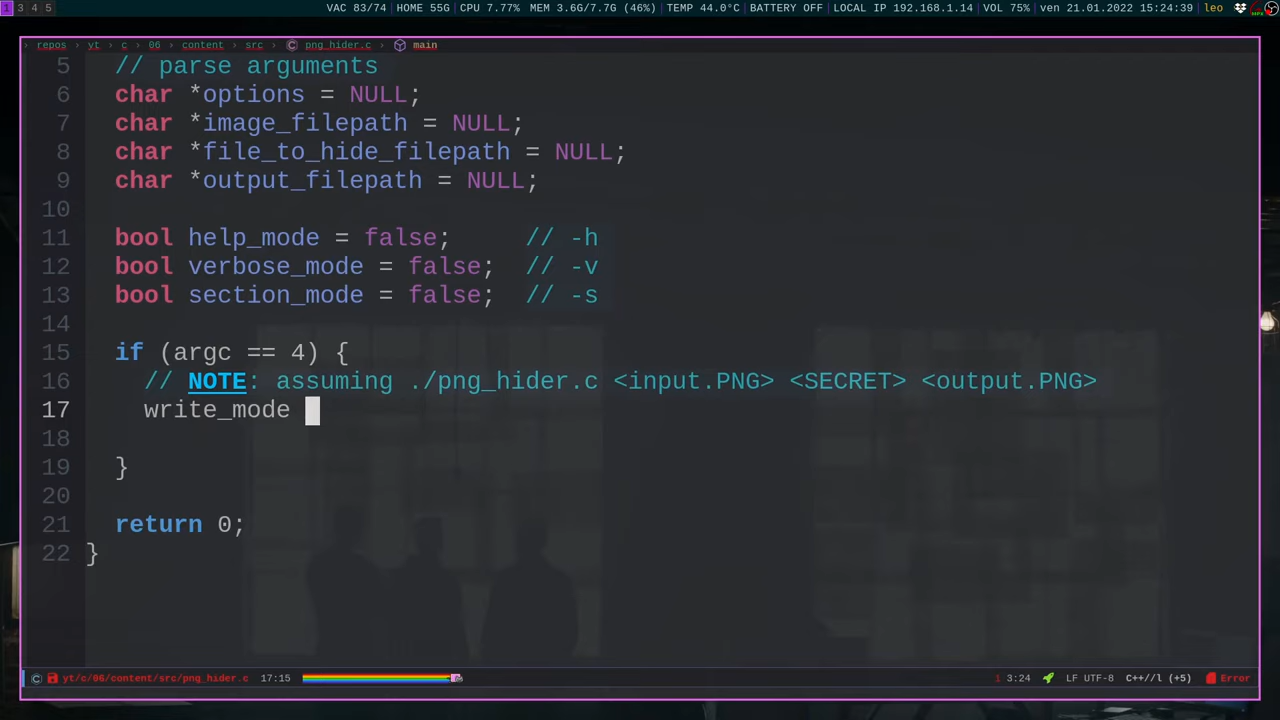 1 3 4 5 VAC 83/74 | HOME 55G | CPU 7.77% | MEM 3.6G/7.7G (46%) | TEMP 44.0°C | BATTERY OFF | LOCAL IP 192.168.1.14 | VOL 75% | ven 21.01.2022 15:24:39 | leo
› repos › yt › c › 06 › content › src › © png_hider.c › main
5 // parse arguments
6 char *options = NULL;
7 char *image_filepath = NULL;
8 char *file_to_hide_filepath = NULL;
9 char *output_filepath = NULL;
10
11 bool help_mode = false; // -h
12 bool verbose_mode = false; // -v
13 bool section_mode = false; // -s
14
15 if (argc == 4) {
16 // NOTE: assuming ./png_hider.c <input.PNG> <SECRET> <output.PNG>
17 write_mode
18
19 }
20
21 return 0;
22 }
© yt/c/06/content/src/png_hider.c 17:15 1 3:24 LF UTF-8 C++//l (+5) Error